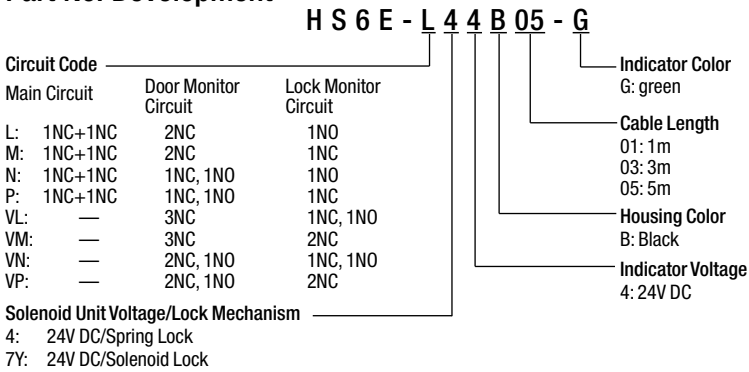 HS6E-L44B05-G
Circuit Code
Main Circuit Door Monitor Circuit Lock Monitor Circuit
L: 1NC+1NC 2NC 1NO
M: 1NC+1NC 2NC 1NC
N: 1NC+1NC 1NC, 1NO 1NO
P: 1NC+1NC 1NC, 1NO 1NC
VL: — 3NC 1NC, 1NO
VM: — 3NC 2NC
VN: — 2NC, 1NO 1NC, 1NO
VP: — 2NC, 1NO 2NC
Solenoid Unit Voltage/Lock Mechanism
4: 24V DC/Spring Lock
7Y: 24V DC/Solenoid Lock
Indicator Color
G: green
Cable Length
01: 1m
03: 3m
05: 5m
Housing Color
B: Black
Indicator Voltage
4: 24V DC